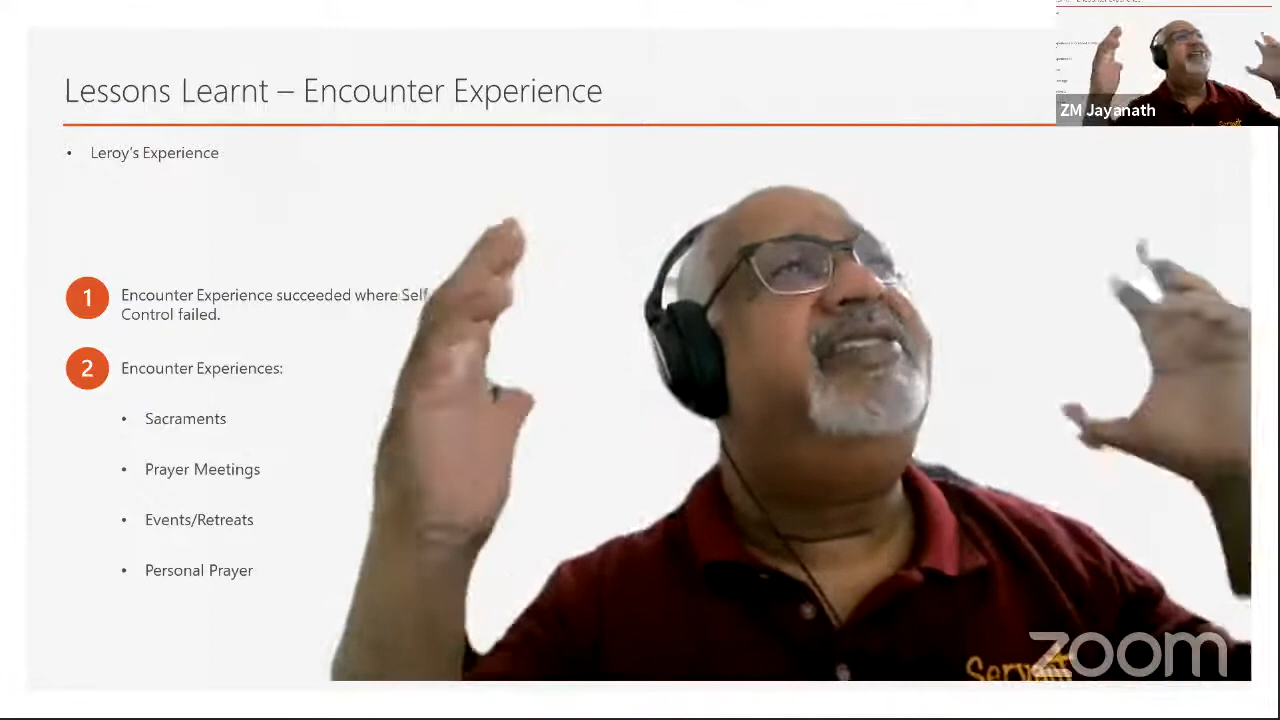 Lessons Learnt – Encounter Experience
ZM Jayanath
• Leroy's Experience
1 Encounter Experience succeeded where Self
Control failed.
2 Encounter Experiences:
• Sacraments
• Prayer Meetings
• Events/Retreats
• Personal Prayer
zoom